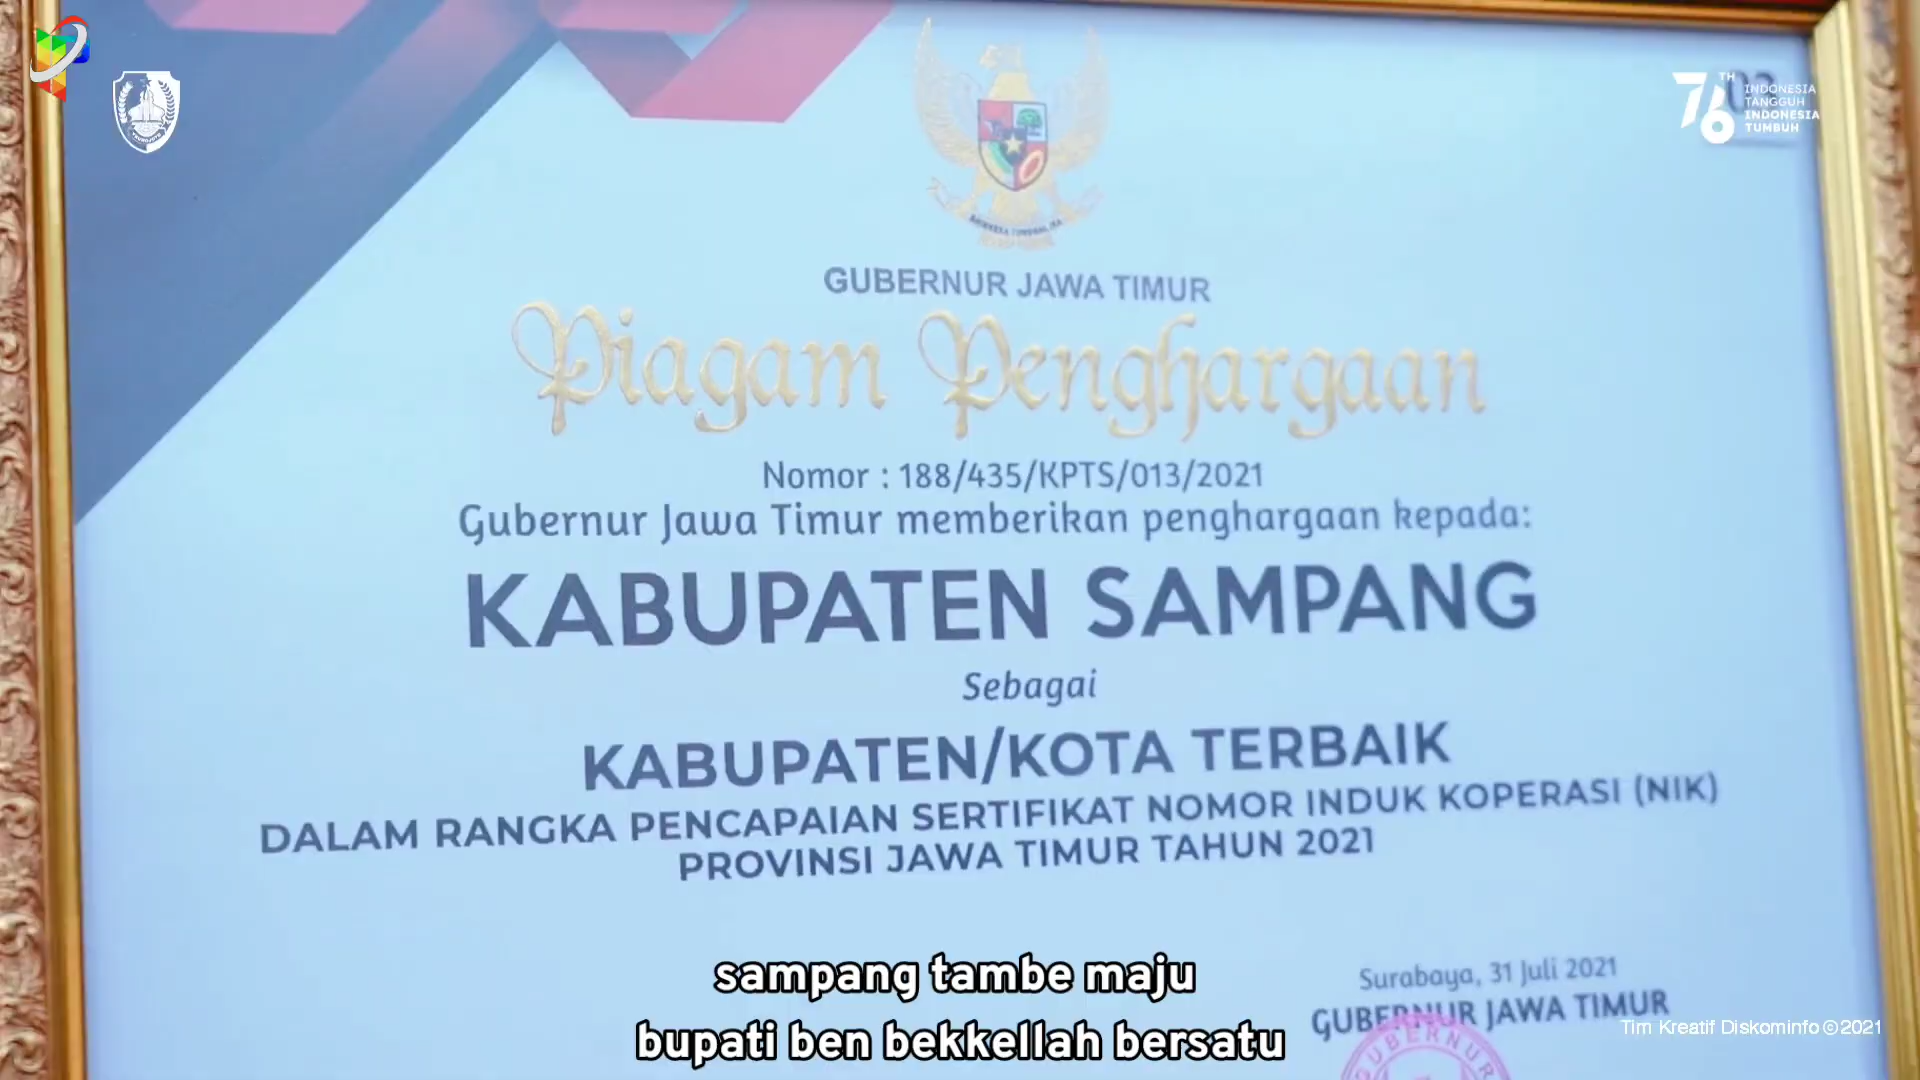 76 TH
INDONESIA
TANGGUH
INDONESIA
TUMBUH
GUBERNUR JAWA TIMUR
Piagam Penghargaan
Nomor : 188/435/KPTS/013/2021
Gubernur Jawa Timur memberikan penghargaan kepada:
KABUPATEN SAMPANG
Sebagai
KABUPATEN/KOTA TERBAIK
DALAM RANGKA PENCAPAIAN SERTIFIKAT NOMOR INDUK KOPERASI (NIK)
PROVINSI JAWA TIMUR TAHUN 2021
Surabaya, 31 Juli 2021
GUBERNUR JAWA TIMUR
GUBERNUR
sampang tambe maju
bupati ben bekkellah bersatu
Tim Kreatif Diskominfo©2021